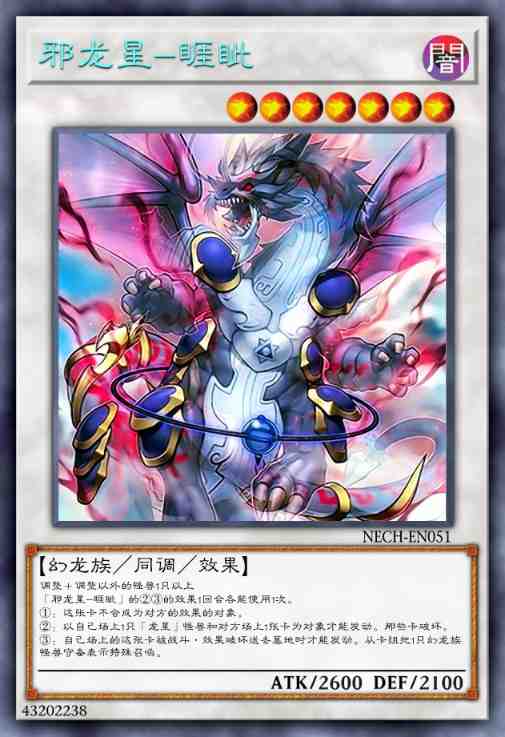 邪龙星-睚眦
闇
NECH-EN051
【幻龙族／同调／效果】
调整＋调整以外的怪兽1只以上
「邪龙星-睚眦」的②③的效果1回合各能使用1次。
①：这张卡不会成为对方的效果的对象。
②：以自己场上1只「龙星」怪兽和对方场上1张卡为对象才能发动。那些卡破坏。
③：自己场上的这张卡被战斗·效果破坏送去墓地时才能发动。从卡组把1只幻龙族
怪兽守备表示特殊召唤。
ATK/2600 DEF/2100
43202238